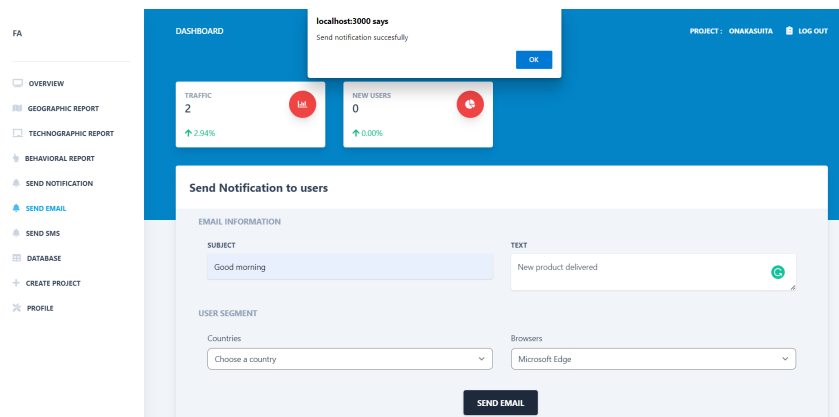 FA
OVERVIEW
GEOGRAPHIC REPORT
TECHNOGRAPHIC REPORT
BEHAVIORAL REPORT
SEND NOTIFICATION
SEND EMAIL
SEND SMS
DATABASE
CREATE PROJECT
PROFILE
DASHBOARD
localhost:3000 says
Send notification succesfully
OK
PROJECT : ONAKASUITA LOG OUT
TRAFFIC
2
2.94%
NEW USERS
0
0.00%
Send Notification to users
EMAIL INFORMATION
SUBJECT
Good morning
TEXT
New product delivered
USER SEGMENT
Countries
Choose a country
Browsers
Microsoft Edge
SEND EMAIL